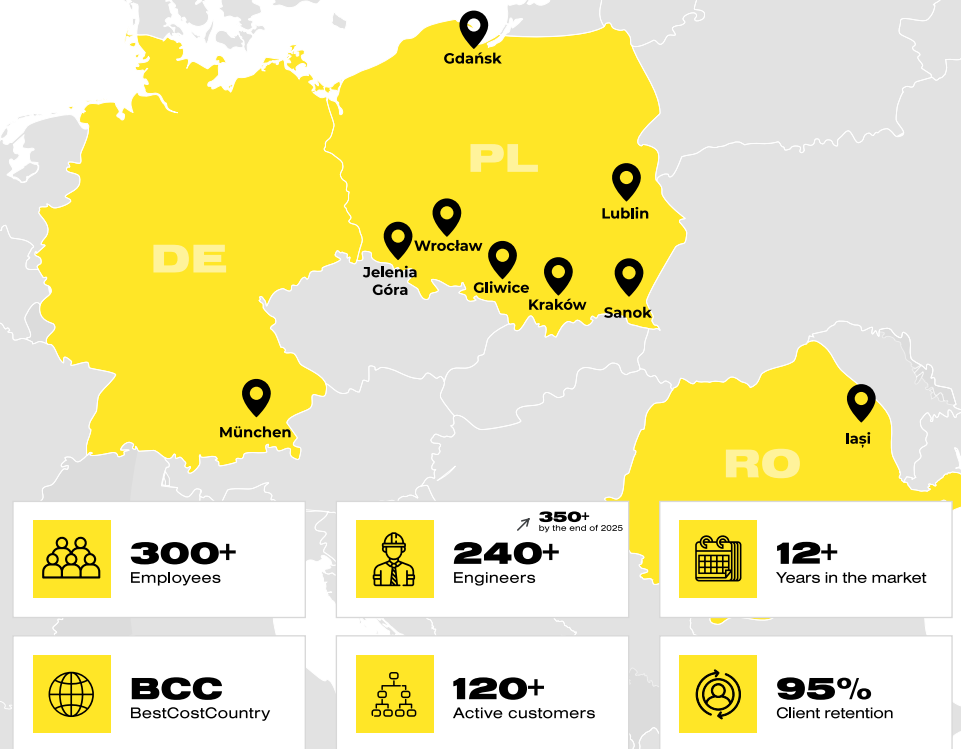 Gdańsk
PL
Lublin
Wrocław
DE
Jelenia
Góra
Gliwice
Kraków
Sanok
München
Iași
RO
300+
Employees
350+
by the end of 2025
240+
Engineers
12+
Years in the market
BCC
BestCostCountry
120+
Active customers
95%
Client retention